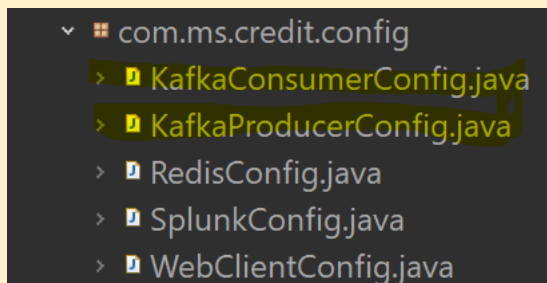 com.ms.credit.config
KafkaConsumerConfig.java
KafkaProducerConfig.java
RedisConfig.java
SplunkConfig.java
WebClientConfig.java